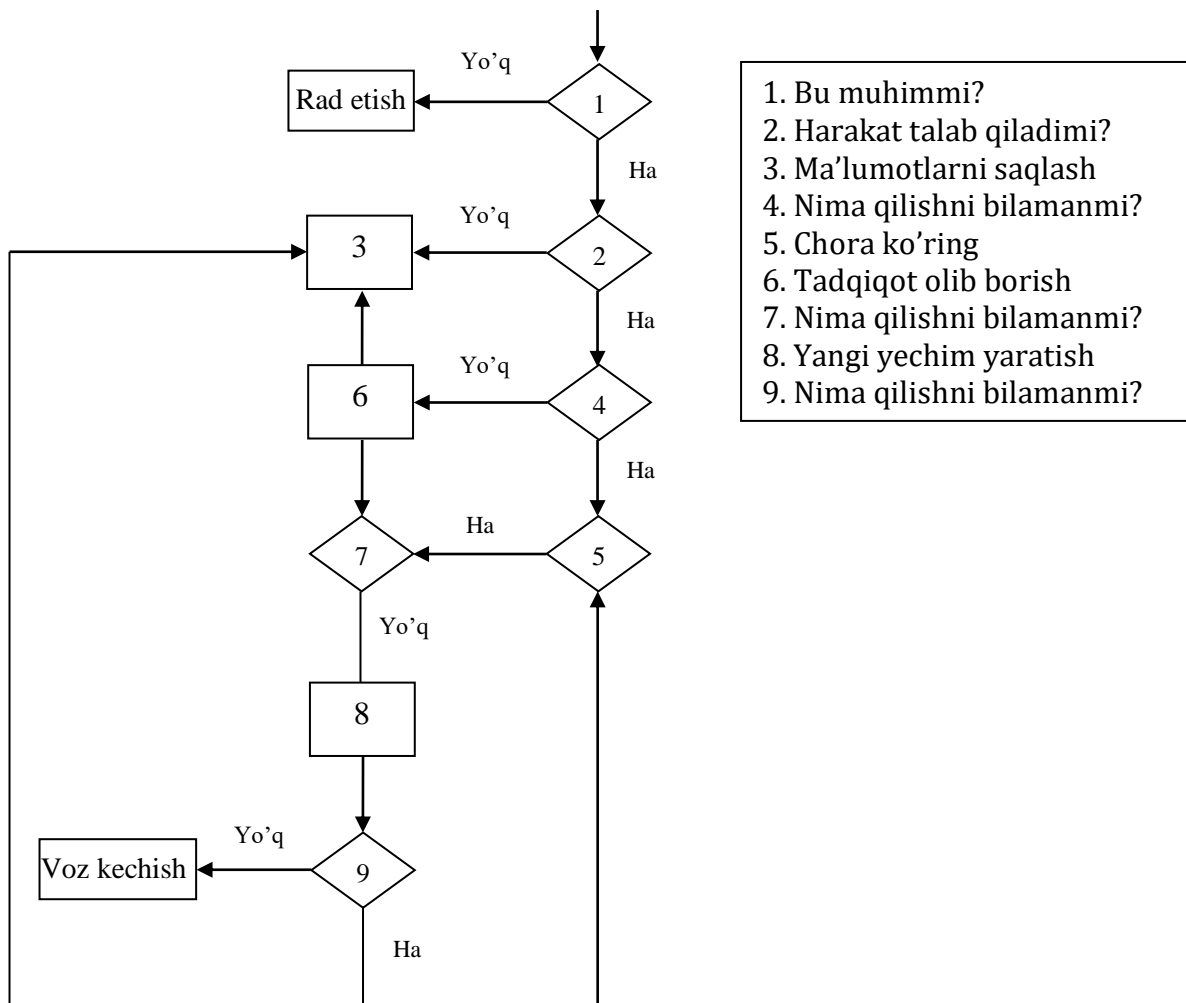 Yo’q
Rad etish
1
Ha
Yo’q
3
2
Ha
Yo’q
6
4
Ha
Ha
7
5
Yo’q
8
Yo’q
Voz kechish
9
Ha
1. Bu muhimmi?
2. Harakat talab qiladimi?
3. Ma’lumotlarni saqlash
4. Nima qilishni bilamanmi?
5. Chora ko’ring
6. Tadqiqot olib borish
7. Nima qilishni bilamanmi?
8. Yangi yechim yaratish
9. Nima qilishni bilamanmi?